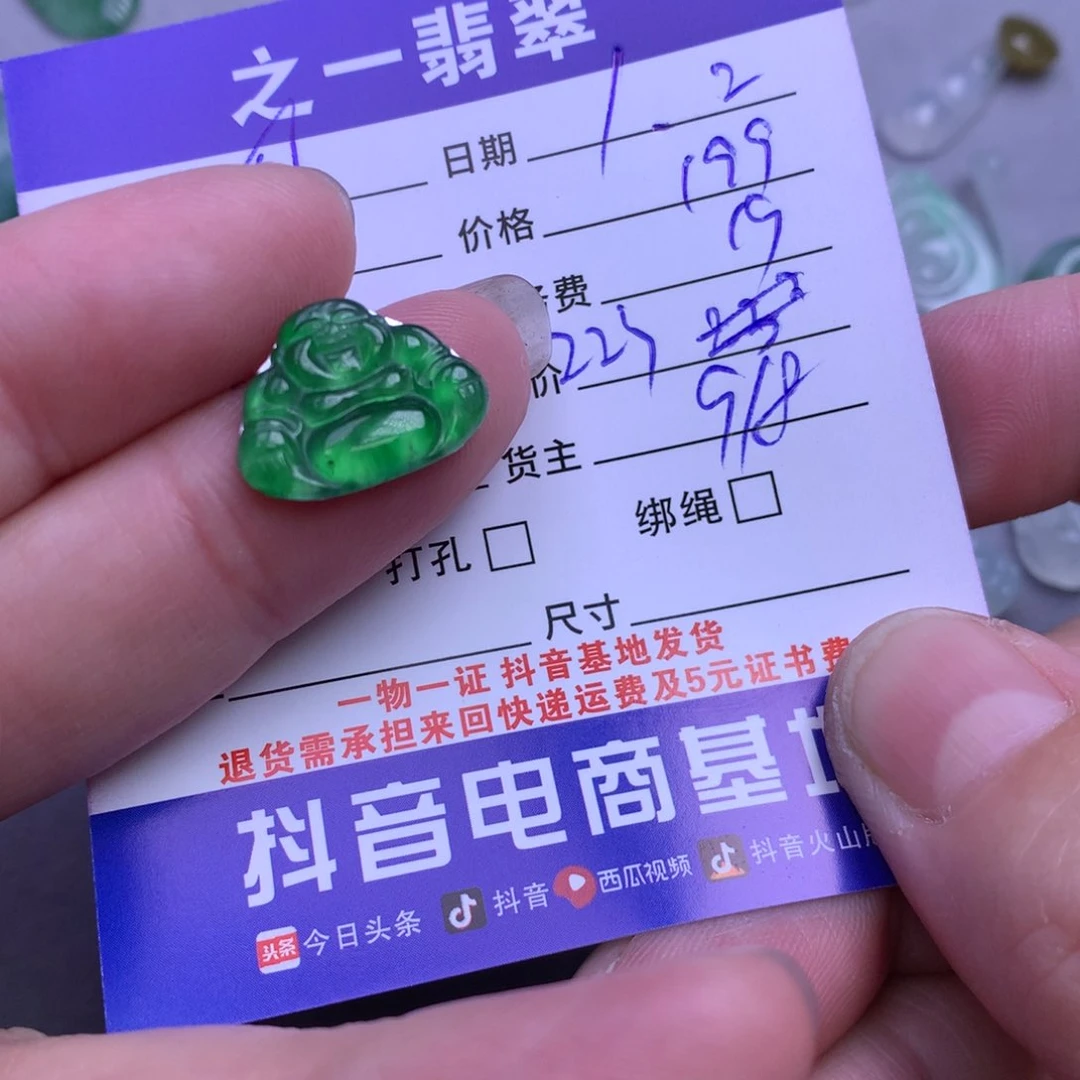 之一翡翠
日期 1.2
价格 199
费 19
价 225
货主
打孔 绑绳
尺寸
一物一证 抖音基地发货
退货需承担来回快递运费及5元证书费
抖音电商基
头条 今日头条 抖音 西瓜视频 抖音火山